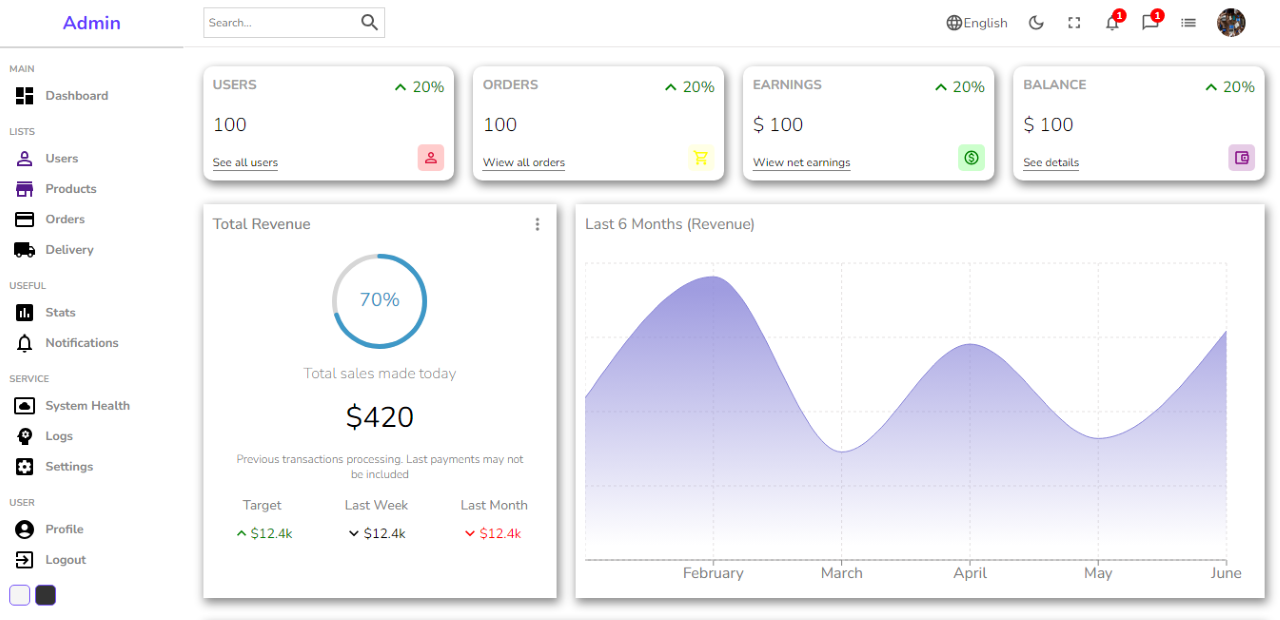 Admin
Search...
English
1
1
MAIN
Dashboard
LISTS
Users
Products
Orders
Delivery
USEFUL
Stats
Notifications
SERVICE
System Health
Logs
Settings
USER
Profile
Logout
USERS
20%
100
See all users
ORDERS
20%
100
Wiew all orders
EARNINGS
20%
$ 100
Wiew net earnings
BALANCE
20%
$ 100
See details
Total Revenue
70%
Total sales made today
$420
Previous transactions processing. Last payments may not
be included
Target
Last Week
Last Month
$12.4k
$12.4k
$12.4k
Last 6 Months (Revenue)
February
March
April
May
June